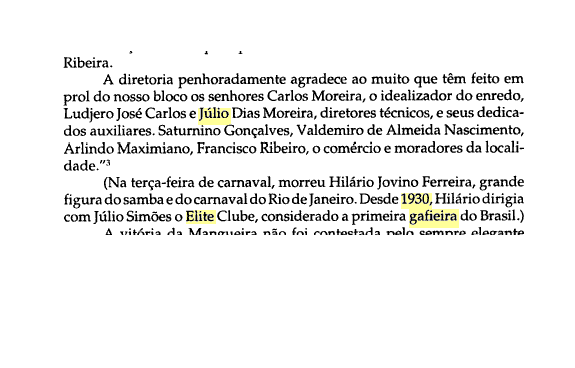 Ribeira.
A diretoria penhoradamente agradece ao muito que têm feito em
prol do nosso bloco os senhores Carlos Moreira, o idealizador do enredo,
Ludjero José Carlos e Júlio Dias Moreira, diretores técnicos, e seus dedica-
dos auxiliares. Saturnino Gonçalves, Valdemiro de Almeida Nascimento,
Arlindo Maximiano, Francisco Ribeiro, o comércio e moradores da locali-
dade."³
(Na terça-feira de carnaval, morreu Hilário Jovino Ferreira, grande
figura do samba e do carnaval do Rio de Janeiro. Desde 1930, Hilário dirigia
com Júlio Simões o Elite Clube, considerado a primeira gafieira do Brasil.)
A vitória da Mangueira não foi contestada pelo sempre elegante